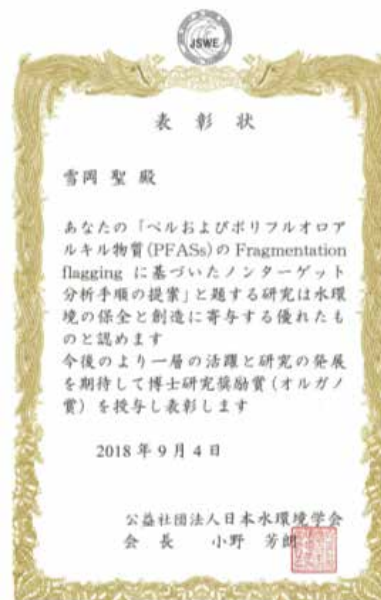 JSWE
表彰状
雪岡 聖 殿
あなたの「ペルおよびポリフルオロア
ルキル物質(PFASs)の Fragmentation
flagging に基づいたノンターゲット
分析手順の提案」と題する研究は水環
境の保全と創造に寄与する優れたも
のと認めます
今後のより一層の活躍と研究の発展
を期待して博士研究奨励賞(オルガノ
賞)を授与し表彰します
2018年9月4日
公益社団法人日本水環境学会
会 長 小野 芳朗